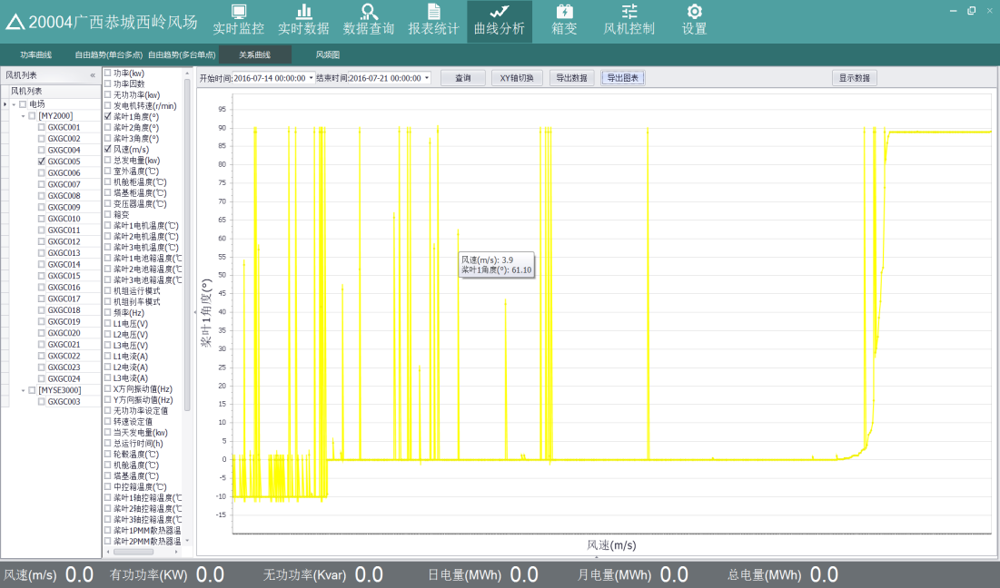 20004广西恭城西岭风场
实时监控 实时数据 数据查询 报表统计 曲线分析 箱变 风机控制 设置
功率曲线 自由趋势(单台多点) 自由趋势(多台单点) 关系曲线 风频图
风机列表 «
风机列表
电场
[MY2000]
GXGC001
GXGC002
GXGC004
GXGC005
GXGC006
GXGC007
GXGC008
GXGC009
GXGC010
GXGC011
GXGC012
GXGC013
GXGC014
GXGC015
GXGC016
GXGC017
GXGC018
GXGC019
GXGC020
GXGC021
GXGC022
GXGC023
GXGC024
[MYSE3000]
GXGC003
功率(kw)
功率因数
无功功率(kw)
发电机转速(r/min)
桨叶1角度(°)
桨叶2角度(°)
桨叶3角度(°)
风速(m/s)
总发电量(kw)
室外温度(℃)
机舱柜温度(℃)
塔基柜温度(℃)
变压器温度(℃)
箱变
桨叶1电机温度(℃)
桨叶2电机温度(℃)
桨叶3电机温度(℃)
桨叶1电池箱温度(℃
桨叶2电池箱温度(℃
桨叶3电池箱温度(℃
机组运行模式
机组刹车模式
频率(Hz)
L1电压(V)
L2电压(V)
L3电压(V)
L1电流(A)
L2电流(A)
L3电流(A)
X方向振动值(Hz)
Y方向振动值(Hz)
无功功率设定值
转速设定值
当天发电量(kw)
总运行时间(h)
轮毂温度(℃)
机舱温度(℃)
塔基温度(℃)
中控箱温度(℃)
桨叶1轴控箱温度(℃
桨叶2轴控箱温度(℃
桨叶3轴控箱温度(℃
桨叶1PMM散热器温
桨叶2PMM散热器温
开始时间:2016-07-14 00:00:00 结束时间:2016-07-21 00:00:00 查询 XY轴切换 导出数据 导出图表 显示数据
95
90
85
80
75
70
65
60
55
50
45
40
35
30
25
20
15
10
5
0
-5
-10
-15
桨叶1角度(°)
风速(m/s): 3.9
桨叶1角度(°): 61.10
风速(m/s)
风速(m/s) 0.0 有功功率(KW) 0.0 无功功率(Kvar) 0.0 日电量(MWh) 0.0 月电量(MWh) 0.0 总电量(MWh) 0.0